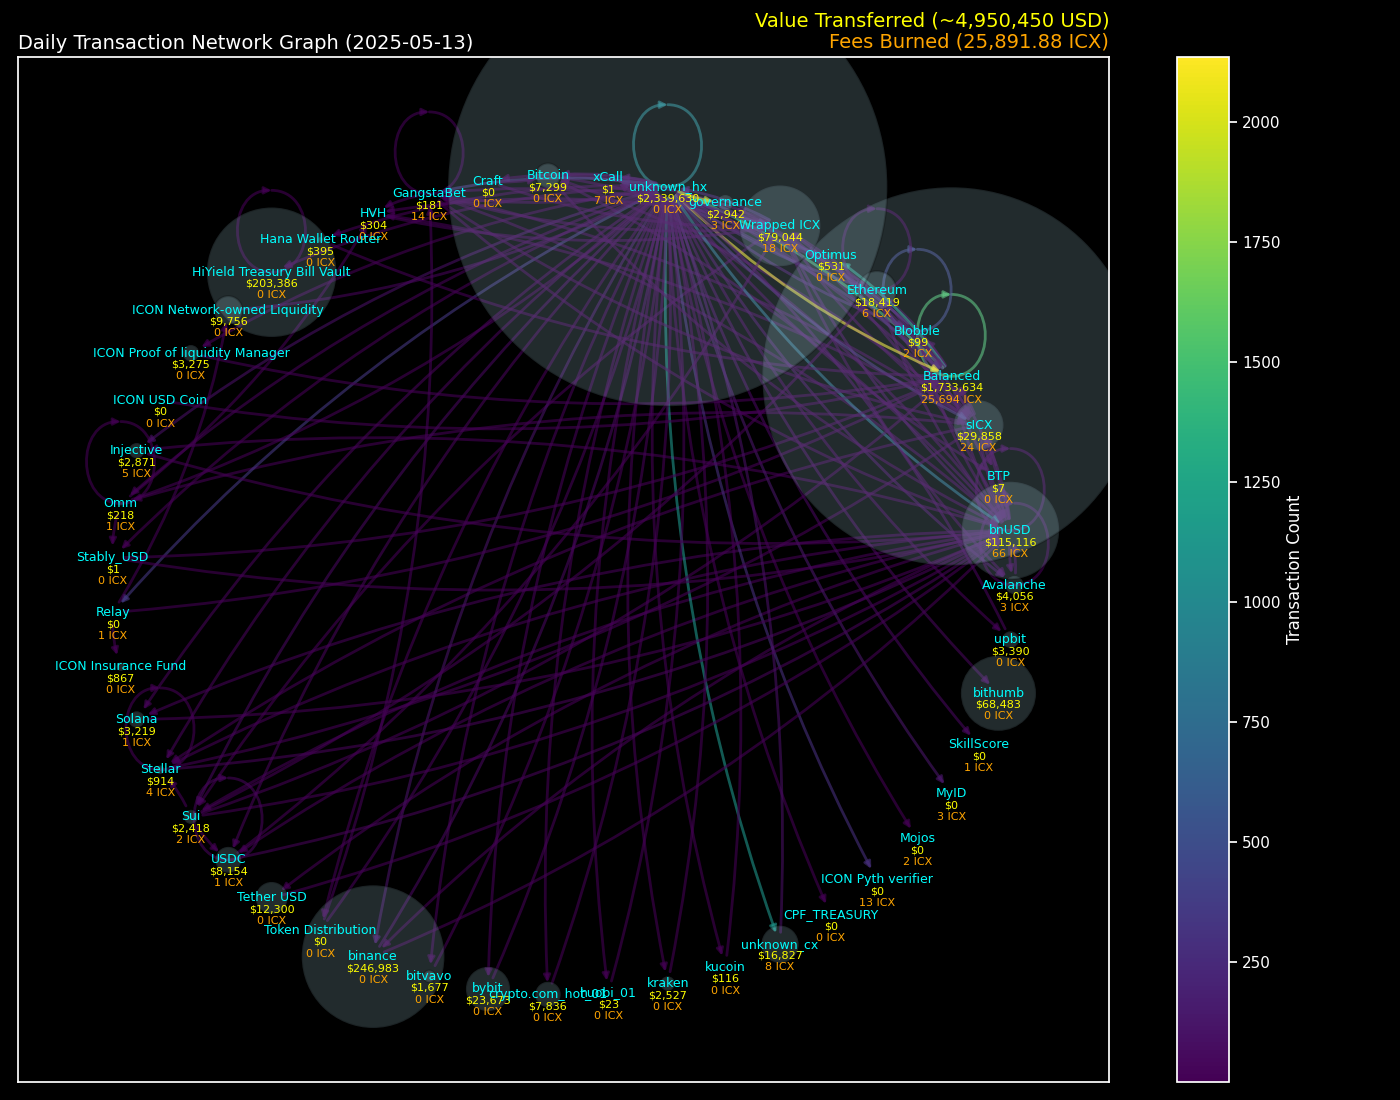 Value Transferred (~4,950,450 USD)
Daily Transaction Network Graph (2025-05-13)
Fees Burned (25,891.88 ICX)
unknown_hx
$2,339,630
0 ICX
governance
$2,942
3 ICX
Wrapped ICX
$79,044
18 ICX
Optimus
$531
0 ICX
Ethereum
$18,419
6 ICX
Blobble
$99
2 ICX
Balanced
$1,733,634
25,694 ICX
sICX
$29,858
24 ICX
BTP
$7
0 ICX
bnUSD
$115,116
66 ICX
Avalanche
$4,056
3 ICX
upbit
$3,390
0 ICX
bithumb
$68,483
0 ICX
SkillScore
$0
1 ICX
MyID
$0
3 ICX
Mojos
$0
2 ICX
ICON Pyth verifier
$0
13 ICX
CPF_TREASURY
$0
0 ICX
unknown_cx
$16,827
8 ICX
kucoin
$116
0 ICX
kraken
$2,527
0 ICX
huobi_01
$23
0 ICX
crypto.com_hot_01
$7,836
0 ICX
bybit
$23,673
0 ICX
bitvavo
$1,677
0 ICX
binance
$246,983
0 ICX
Token Distribution
$0
0 ICX
Tether USD
$12,300
0 ICX
USDC
$8,154
1 ICX
Sui
$2,418
2 ICX
Stellar
$914
4 ICX
Solana
$3,219
1 ICX
ICON Insurance Fund
$867
0 ICX
Relay
$0
1 ICX
Stably_USD
$1
0 ICX
Omm
$218
1 ICX
Injective
$2,871
5 ICX
ICON USD Coin
$0
0 ICX
ICON Proof of liquidity Manager
$3,275
0 ICX
ICON Network-owned Liquidity
$9,756
0 ICX
HiYield Treasury Bill Vault
$203,386
0 ICX
Hana Wallet Router
$395
0 ICX
HVH
$304
0 ICX
GangstaBet
$181
14 ICX
Craft
$0
0 ICX
Bitcoin
$7,299
0 ICX
xCall
$1
7 ICX
2000
1750
1500
1250
1000
750
500
250
Transaction Count